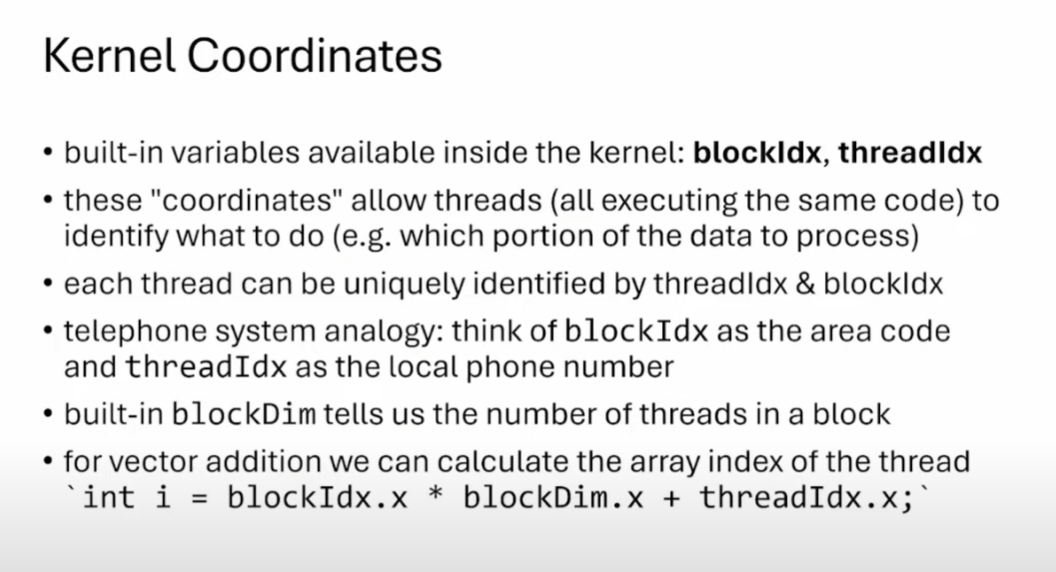 Kernel Coordinates
• built-in variables available inside the kernel: blockIdx, threadIdx
• these "coordinates" allow threads (all executing the same code) to
identify what to do (e.g. which portion of the data to process)
• each thread can be uniquely identified by threadIdx & blockIdx
• telephone system analogy: think of blockIdx as the area code
and threadIdx as the local phone number
• built-in blockDim tells us the number of threads in a block
• for vector addition we can calculate the array index of the thread
`int i = blockIdx.x * blockDim.x + threadIdx.x;`